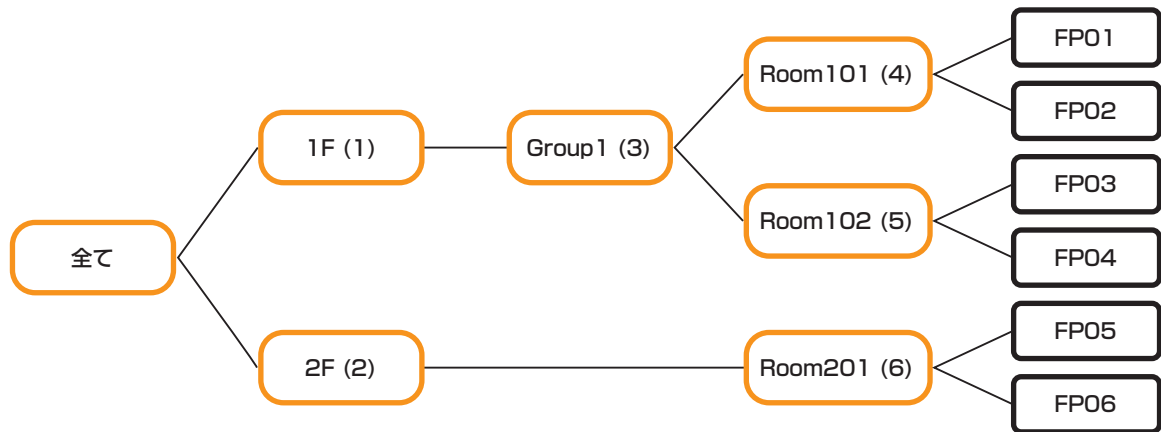 全て
1F (1)
2F (2)
Group1 (3)
Room101 (4)
Room102 (5)
Room201 (6)
FP01
FP02
FP03
FP04
FP05
FP06